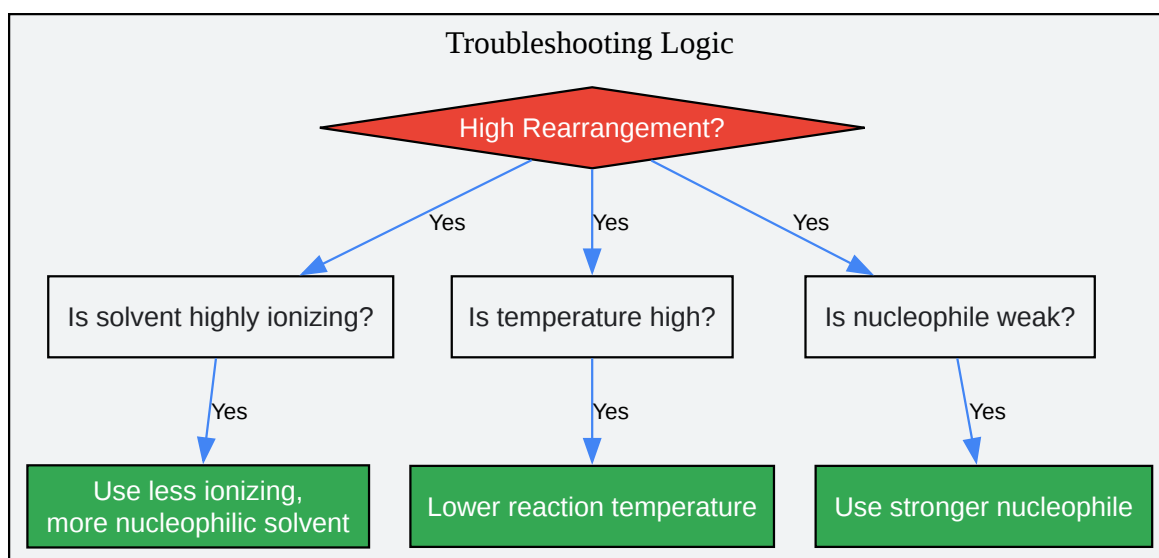 Troubleshooting Logic
High Rearrangement?
Yes
Yes
Yes
Is solvent highly ionizing?
Is temperature high?
Is nucleophile weak?
Yes
Yes
Yes
Use less ionizing,
more nucleophilic solvent
Lower reaction temperature
Use stronger nucleophile